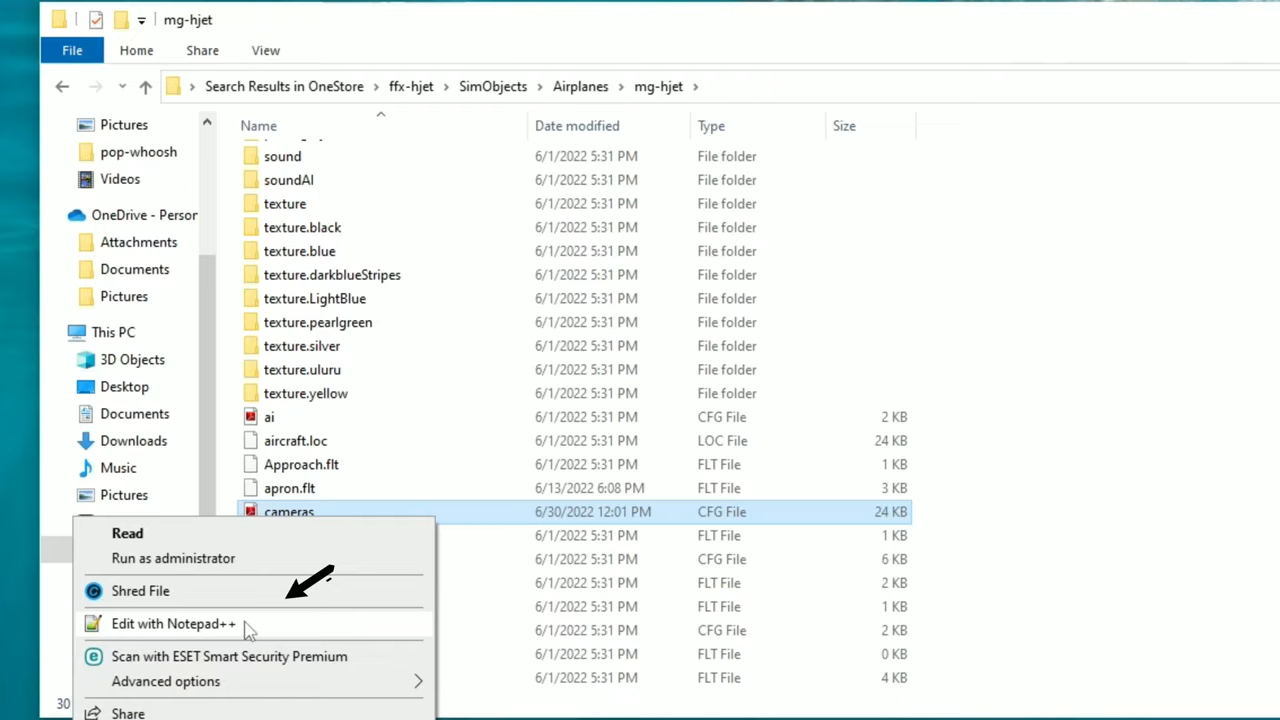 mg-hjet
File Home Share View
Search Results in OneStore > ffx-hjet > SimObjects > Airplanes > mg-hjet >
Pictures
pop-whoosh
Videos
OneDrive - Person
Attachments
Documents
Pictures
This PC
3D Objects
Desktop
Documents
Downloads
Music
Pictures
Name Date modified Type Size
sound 6/1/2022 5:31 PM File folder
soundAI 6/1/2022 5:31 PM File folder
texture 6/1/2022 5:31 PM File folder
texture.black 6/1/2022 5:31 PM File folder
texture.blue 6/1/2022 5:31 PM File folder
texture.darkblueStripes 6/1/2022 5:31 PM File folder
texture.LightBlue 6/1/2022 5:31 PM File folder
texture.pearlgreen 6/1/2022 5:31 PM File folder
texture.silver 6/1/2022 5:31 PM File folder
texture.uluru 6/1/2022 5:31 PM File folder
texture.yellow 6/1/2022 5:31 PM File folder
ai 6/1/2022 5:31 PM CFG File 2 KB
aircraft.loc 6/1/2022 5:31 PM LOC File 24 KB
Approach.flt 6/1/2022 5:31 PM FLT File 1 KB
apron.flt 6/13/2022 6:08 PM FLT File 3 KB
cameras 6/30/2022 12:01 PM CFG File 24 KB
6/1/2022 5:31 PM FLT File 1 KB
6/1/2022 5:31 PM CFG File 6 KB
6/1/2022 5:31 PM FLT File 2 KB
6/1/2022 5:31 PM FLT File 1 KB
6/1/2022 5:31 PM CFG File 2 KB
6/1/2022 5:31 PM FLT File 0 KB
6/1/2022 5:31 PM FLT File 4 KB
Read
Run as administrator
Shred File
Edit with Notepad++
Scan with ESET Smart Security Premium
Advanced options
Share
30